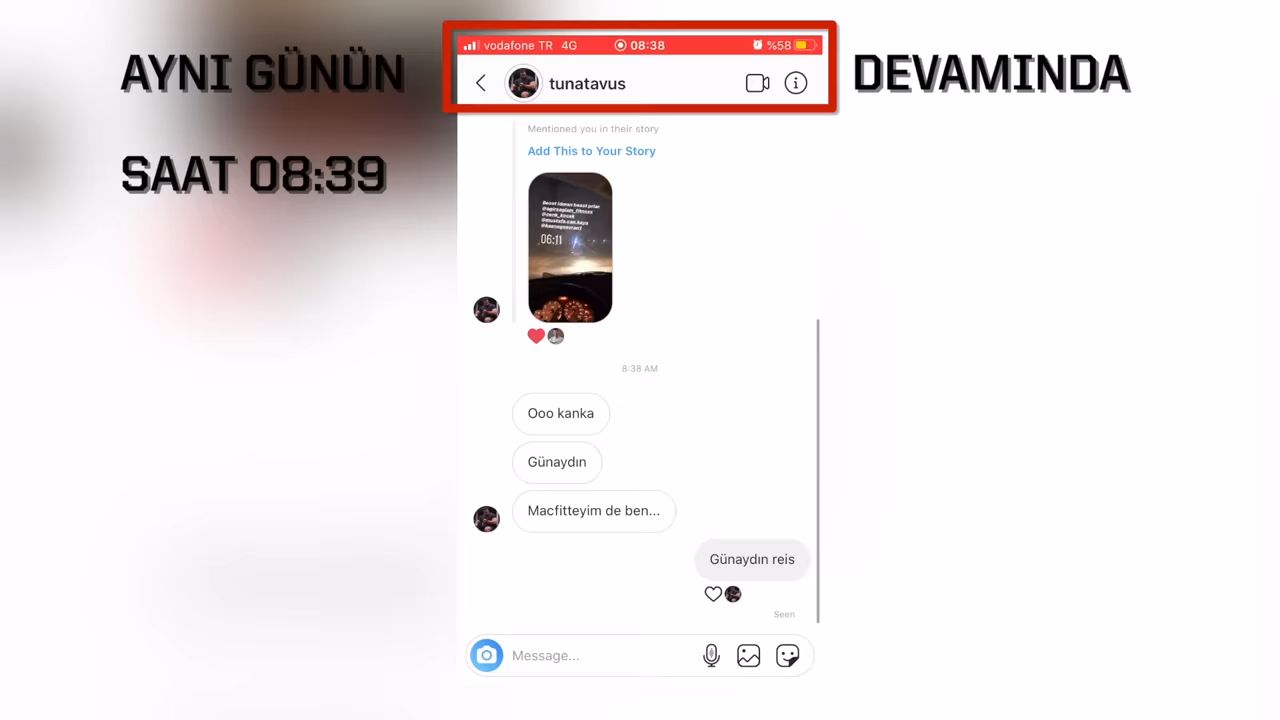 AYNI GÜNÜN
DEVAMINDA
SAAT 08:39
vodafone TR 4G 08:38 %58
tunatavus
Mentioned you in their story
Add This to Your Story
06:11
8:38 AM
Ooo kanka
Günaydın
Macfitteyim de ben...
Günaydın reis
Seen
Message...